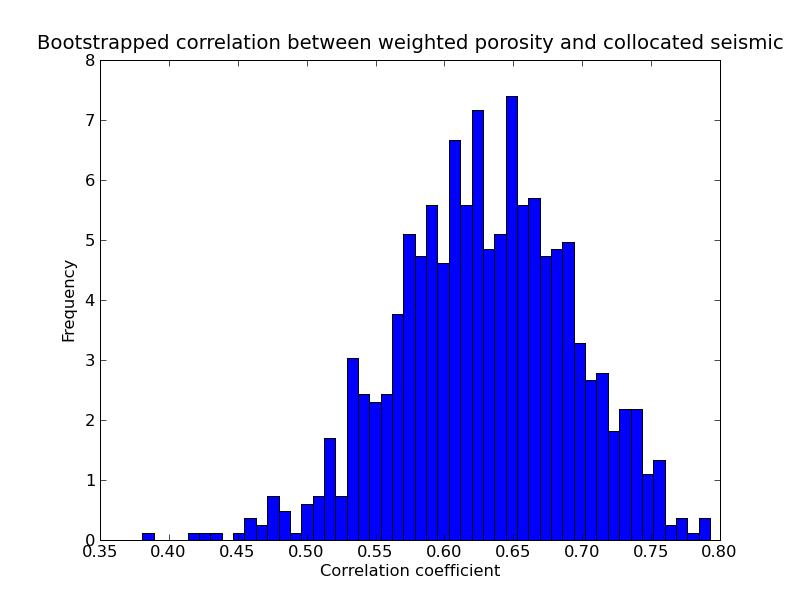 Bootstrapped correlation between weighted porosity and collocated seismic
8
7
6
5
4
3
2
1
0
Frequency
0.35 0.40 0.45 0.50 0.55 0.60 0.65 0.70 0.75 0.80
Correlation coefficient